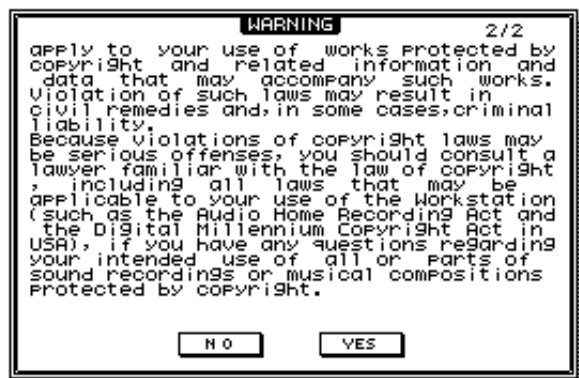 WARNING
2/2
apply to your use of works protected by
copyright and related information and
data that may accompany such works.
Violation of such laws may result in
civil remedies and,in some cases,criminal
liability.
Because violations of copyright laws may
be serious offenses, you should consult a
lawyer familiar with the law of copyright
, including all laws that may be
applicable to your use of the Workstation
(such as the Audio Home Recording Act and
the Digital Millennium Copyright Act in
USA), if you have any questions regarding
your intended use of all or parts of
sound recordings or musical compositions
protected by copyright.
NO YES